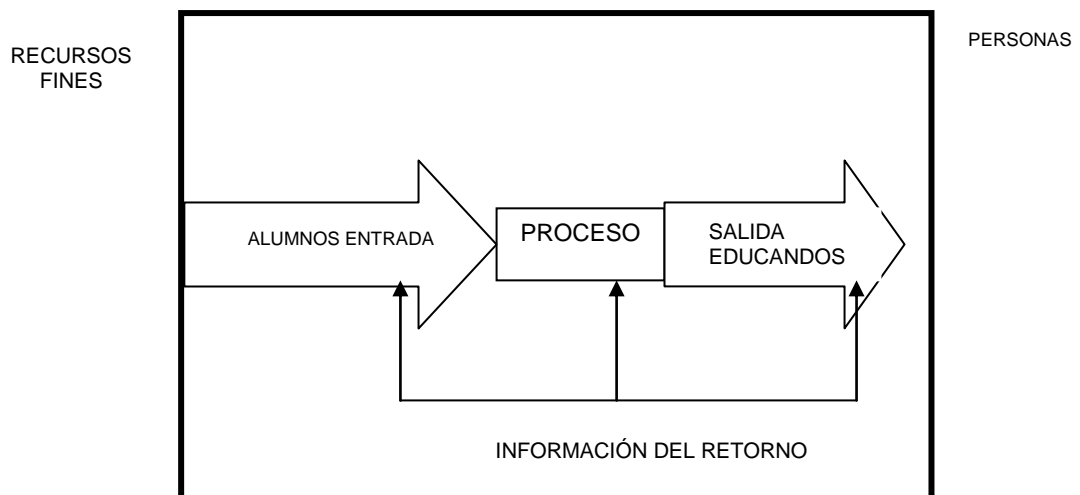 RECURSOS
FINES
PERSONAS
ALUMNOS ENTRADA
PROCESO
SALIDA
EDUCANDOS
INFORMACIÓN DEL RETORNO